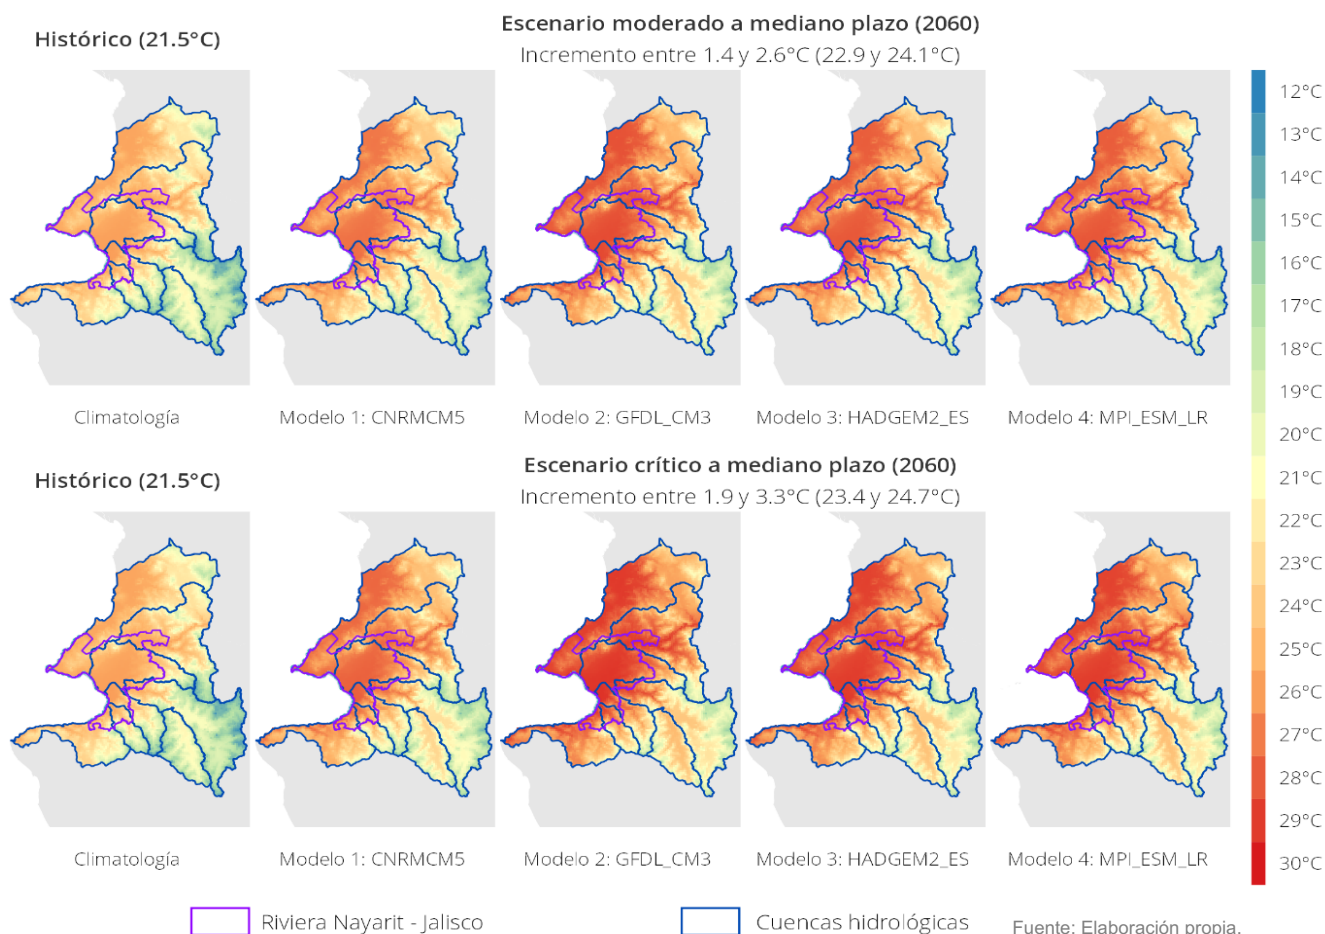 Histórico (21.5°C)
Escenario moderado a mediano plazo (2060)
Incremento entre 1.4 y 2.6°C (22.9 y 24.1°C)
Climatología
Modelo 1: CNRMCM5
Modelo 2: GFDL_CM3
Modelo 3: HADGEM2_ES
Modelo 4: MPI_ESM_LR
Histórico (21.5°C)
Escenario crítico a mediano plazo (2060)
Incremento entre 1.9 y 3.3°C (23.4 y 24.7°C)
Climatología
Modelo 1: CNRMCM5
Modelo 2: GFDL_CM3
Modelo 3: HADGEM2_ES
Modelo 4: MPI_ESM_LR
12°C
13°C
14°C
15°C
16°C
17°C
18°C
19°C
20°C
21°C
22°C
23°C
24°C
25°C
26°C
27°C
28°C
29°C
30°C
Riviera Nayarit - Jalisco
Cuencas hidrológicas
Fuente: Elaboración propia.